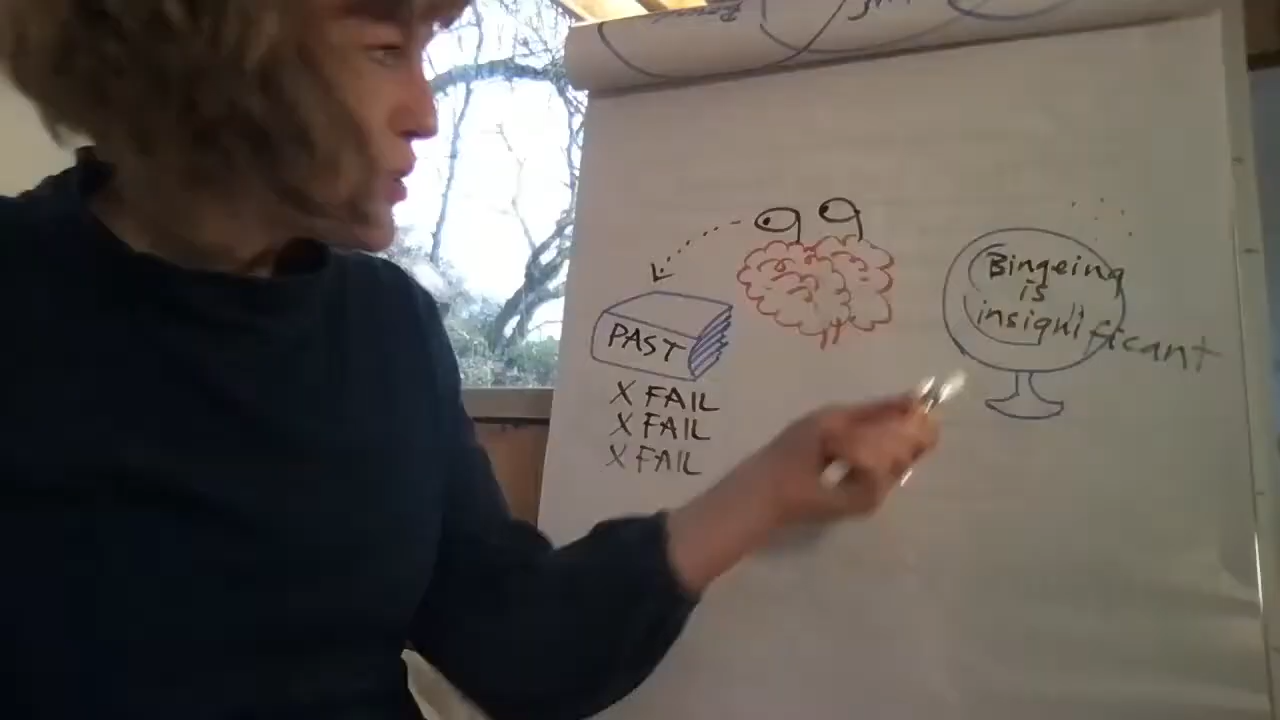 PAST
X FAIL
X FAIL
X FAIL
Bingeing
is
insignificant